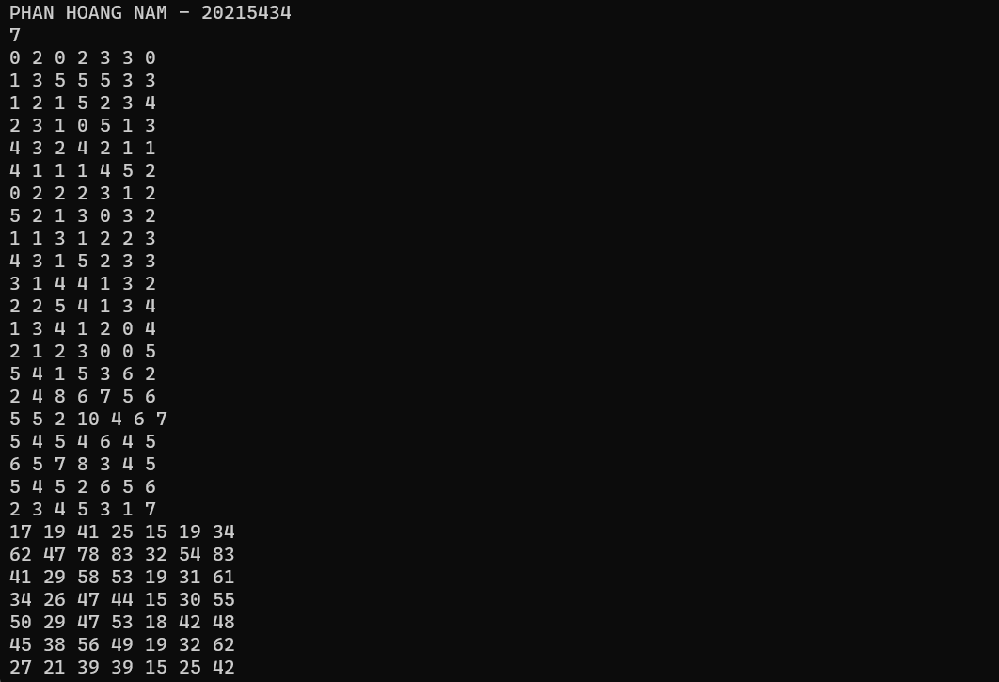 PHAN HOANG NAM - 20215434
7
0 2 0 2 3 3 0
1 3 5 5 5 3 3
1 2 1 5 2 3 4
2 3 1 0 5 1 3
4 3 2 4 2 1 1
4 1 1 1 4 5 2
0 2 2 2 3 1 2
5 2 1 3 0 3 2
1 1 3 1 2 2 3
4 3 1 5 2 3 3
3 1 4 4 1 3 2
2 2 5 4 1 3 4
1 3 4 1 2 0 4
2 1 2 3 0 0 5
5 4 1 5 3 6 2
2 4 8 6 7 5 6
5 5 2 10 4 6 7
5 4 5 4 6 4 5
6 5 7 8 3 4 5
5 4 5 2 6 5 6
2 3 4 5 3 1 7
17 19 41 25 15 19 34
62 47 78 83 32 54 83
41 29 58 53 19 31 61
34 26 47 44 15 30 55
50 29 47 53 18 42 48
45 38 56 49 19 32 62
27 21 39 39 15 25 42